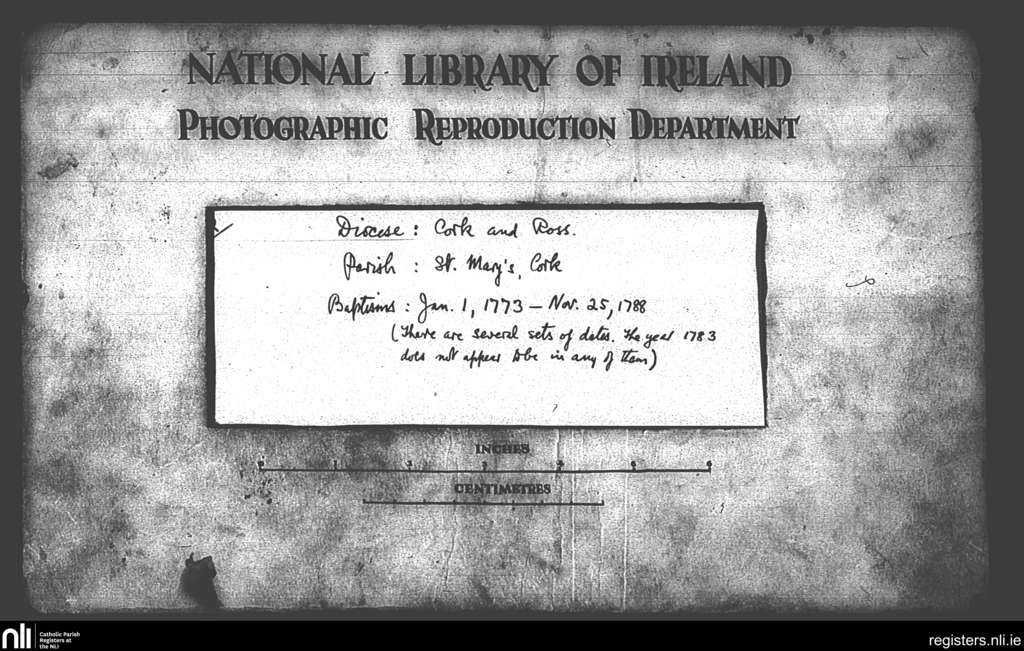 NATIONAL LIBRARY OF IRELAND
PHOTOGRAPHIC REPRODUCTION DEPARTMENT
Diocese : Cork and Ross.
Parish : St. Mary's, Cork
Baptisms : Jan. 1, 1773 – Nov. 25, 1788
(There are several sets of dates. The year 1783
does not appear to be in any of them)
INCHES
CENTIMETRES
nli Catholic Parish
Registers at
the NLI
registers.nli.ie